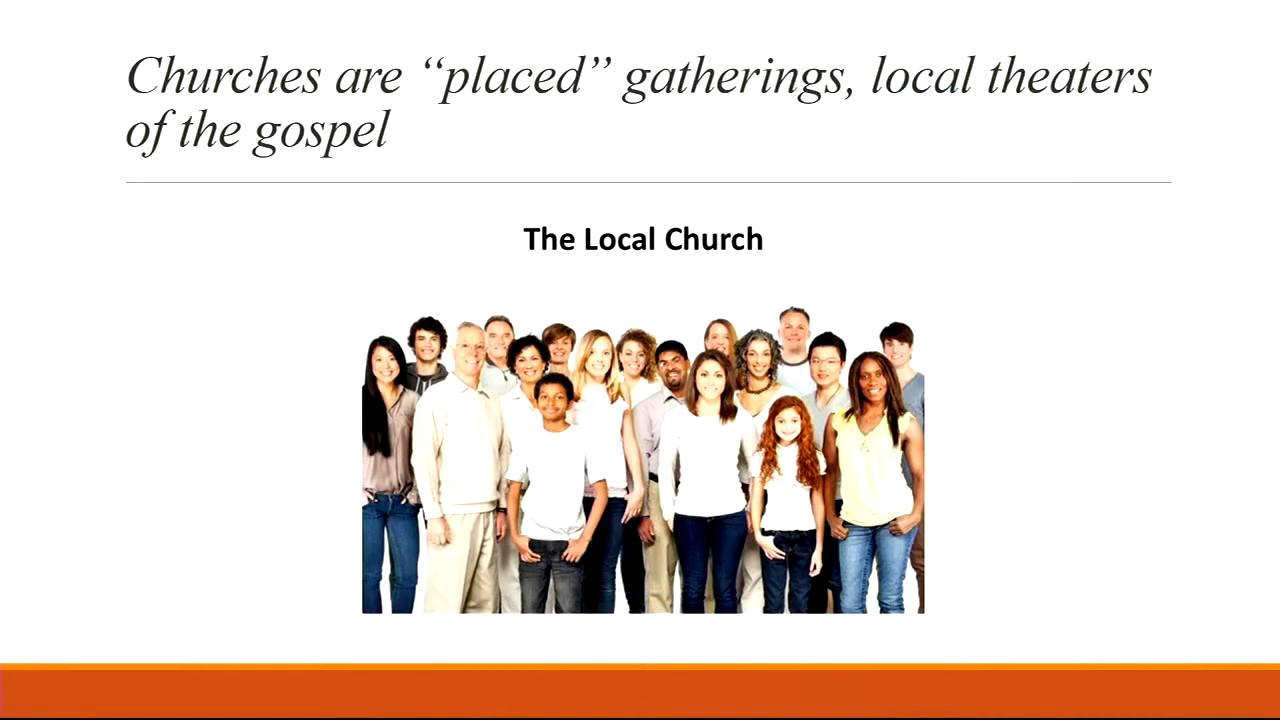 Churches are “placed” gatherings, local theaters
of the gospel
The Local Church